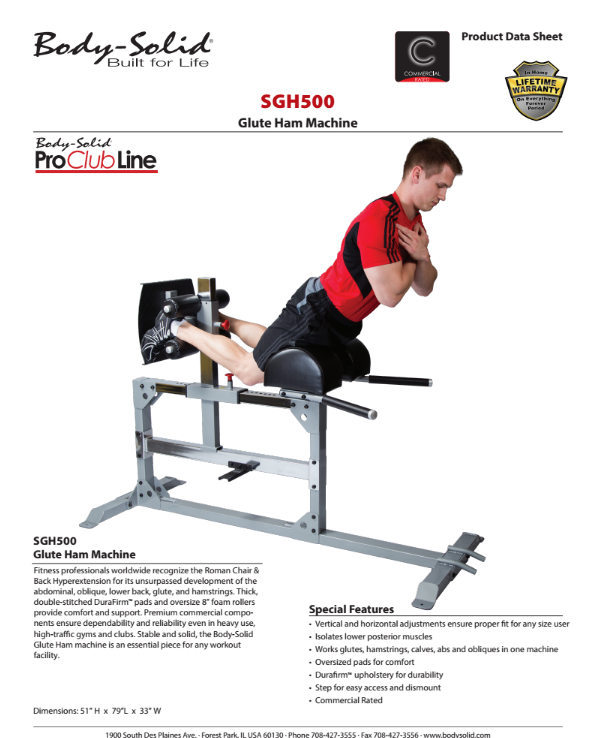 Body-Solid®
Built for Life
COMMERCIAL
RATED
Product Data Sheet
In Home
LIFETIME
WARRANTY
On Everything
Forever
Period
SGH500
Glute Ham Machine
Body-Solid
ProClubLine
SGH500
Glute Ham Machine
Fitness professionals worldwide recognize the Roman Chair &
Back Hyperextension for its unsurpassed development of the
abdominal, oblique, lower back, glute, and hamstrings. Thick,
double-stitched DuraFirm™ pads and oversize 8" foam rollers
provide comfort and support. Premium commercial compo-
nents ensure dependability and reliability even in heavy use,
high-traffic gyms and clubs. Stable and solid, the Body-Solid
Glute Ham machine is an essential piece for any workout
facility.
Special Features
• Vertical and horizontal adjustments ensure proper fit for any size user
• Isolates lower posterior muscles
• Works glutes, hamstrings, calves, abs and obliques in one machine
• Oversized pads for comfort
• Durafirm™ upholstery for durability
• Step for easy access and dismount
• Commercial Rated
Dimensions: 51" H x 79"L x 33" W
1900 South Des Plaines Ave. · Forest Park, IL USA 60130 · Phone 708-427-3555 · Fax 708-427-3556 · www.bodysolid.com